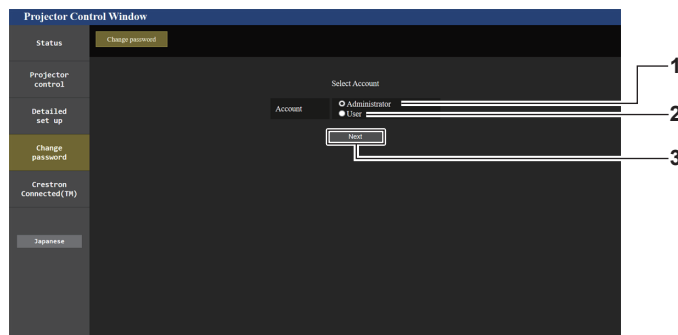 Projector Control Window
Status
Change password
Projector
control
Detailed
set up
Change
password
Crestron
Connected(TM)
Japanese
Select Account
Account
Administrator
User
Next
1
2
3